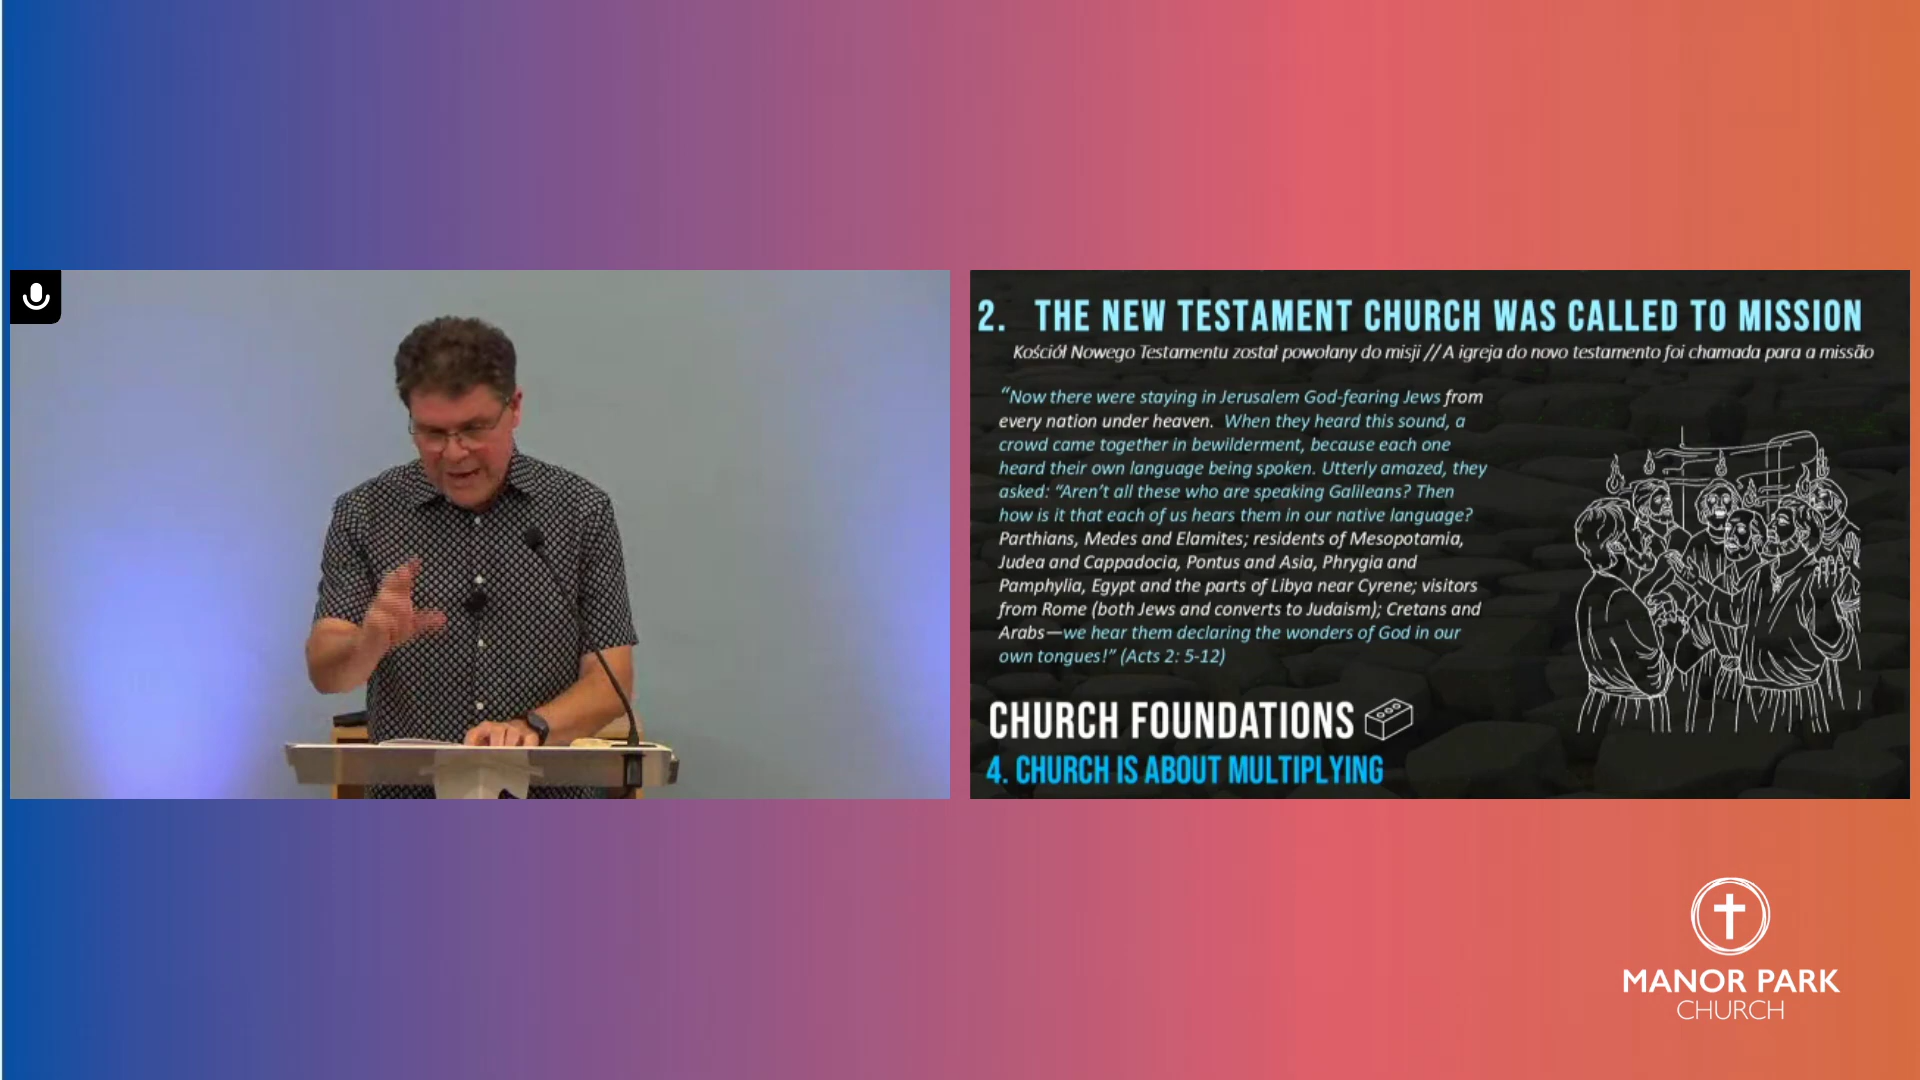 2. THE NEW TESTAMENT CHURCH WAS CALLED TO MISSION
Kościół Nowego Testamentu został powołany do misji // A igreja do novo testamento foi chamada para a missão
“Now there were staying in Jerusalem God-fearing Jews from
every nation under heaven. When they heard this sound, a
crowd came together in bewilderment, because each one
heard their own language being spoken. Utterly amazed, they
asked: “Aren’t all these who are speaking Galileans? Then
how is it that each of us hears them in our native language?
Parthians, Medes and Elamites; residents of Mesopotamia,
Judea and Cappadocia, Pontus and Asia, Phrygia and
Pamphylia, Egypt and the parts of Libya near Cyrene; visitors
from Rome (both Jews and converts to Judaism); Cretans and
Arabs—we hear them declaring the wonders of God in our
own tongues!” (Acts 2: 5-12)
CHURCH FOUNDATIONS
4. CHURCH IS ABOUT MULTIPLYING
MANOR PARK
CHURCH